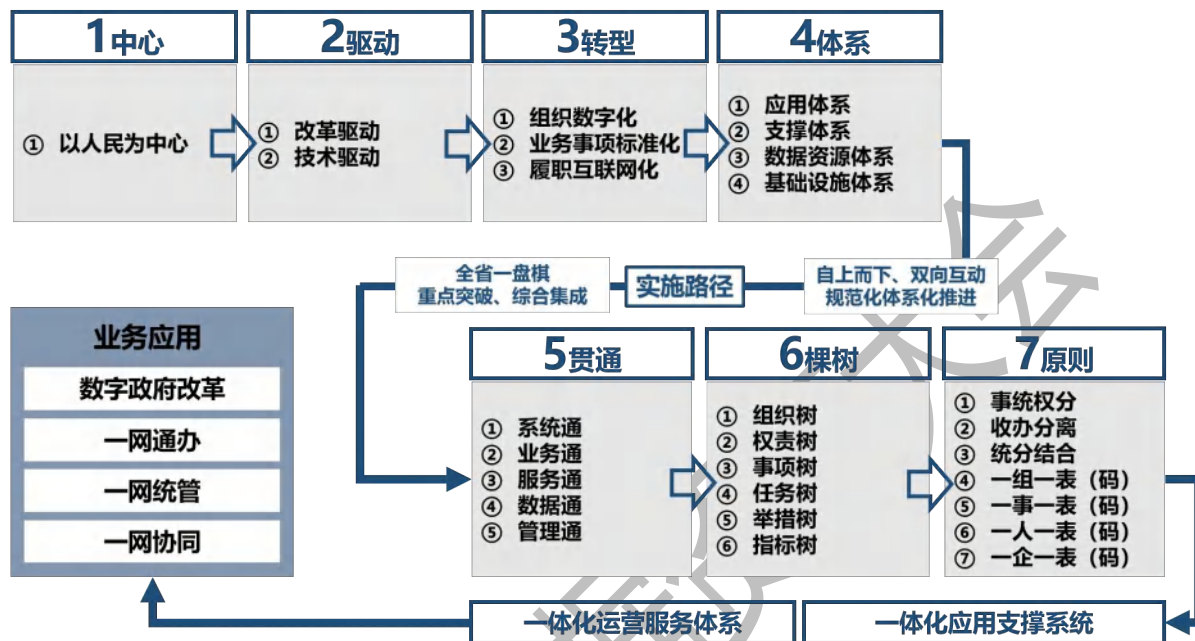 1中心
① 以人民为中心
2驱动
① 改革驱动
② 技术驱动
3转型
① 组织数字化
② 业务事项标准化
③ 履职互联网化
4体系
① 应用体系
② 支撑体系
③ 数据资源体系
④ 基础设施体系
自上而下、双向互动
规范化体系化推进
实施路径
全省一盘棋
重点突破、综合集成
5贯通
① 系统通
② 业务通
③ 服务通
④ 数据通
⑤ 管理通
6棵树
① 组织树
② 权责树
③ 事项树
④ 任务树
⑤ 举措树
⑥ 指标树
7原则
① 事统权分
② 收办分离
③ 统分结合
④ 一组一表（码）
⑤ 一事一表（码）
⑥ 一人一表（码）
⑦ 一企一表（码）
一体化应用支撑系统
一体化运营服务体系
业务应用
数字政府改革
一网通办
一网统管
一网协同